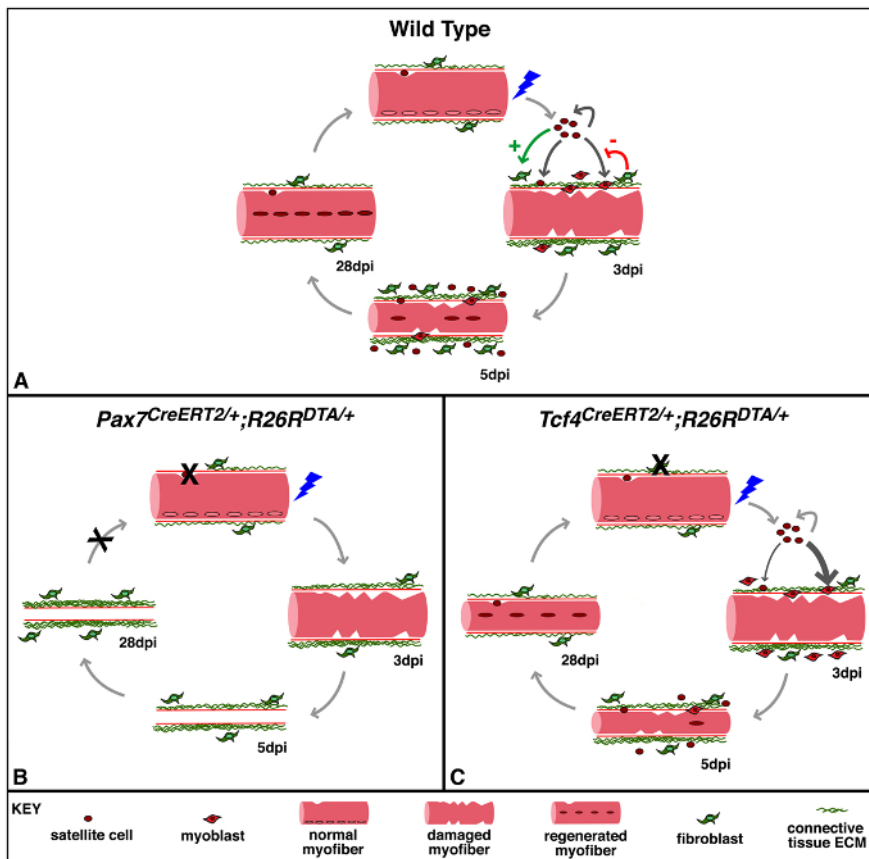 Wild Type
+
-
28dpi
3dpi
5dpi
A
Pax7CreERT2/+;R26RDTA/+
X
X
28dpi
3dpi
5dpi
B
Tcf4CreERT2/+;R26RDTA/+
X
28dpi
3dpi
5dpi
C
KEY
satellite cell
myoblast
normal
myofiber
damaged
myofiber
regenerated
myofiber
fibroblast
connective
tissue ECM